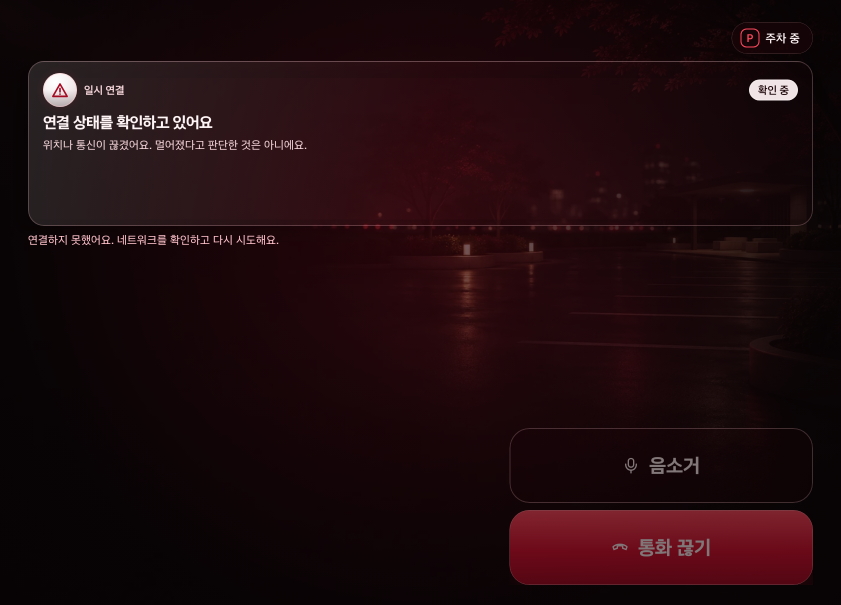 P 주차 중
일시 연결
확인 중
연결 상태를 확인하고 있어요
위치나 통신이 끊겼어요. 멀어졌다고 판단한 것은 아니에요.
연결하지 못했어요. 네트워크를 확인하고 다시 시도해요.
음소거
통화 끊기